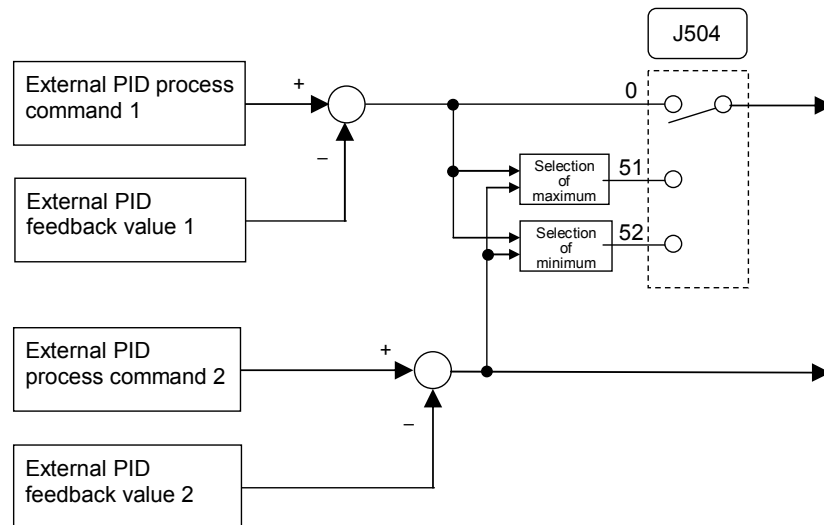 J504
External PID process
command 1
+
−
0
External PID
feedback value 1
Selection
of
maximum
51
Selection
of
minimum
52
External PID
process command 2
+
−
External PID
feedback value 2